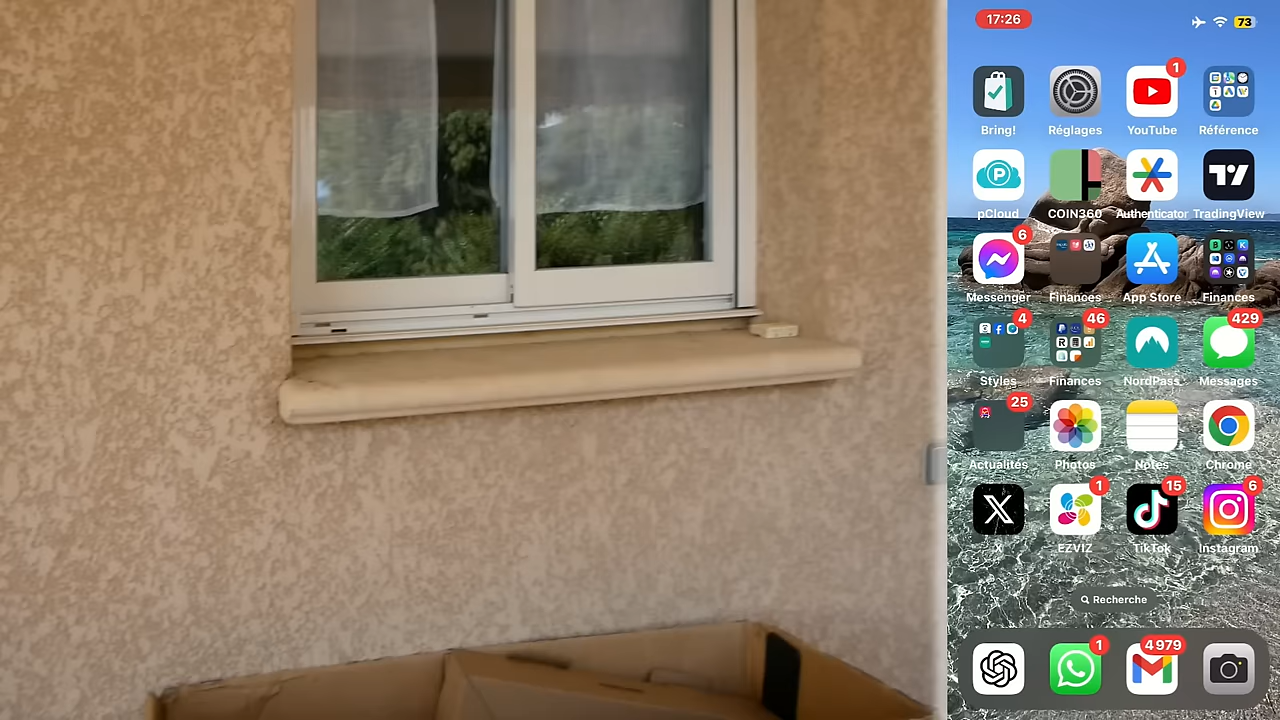 17:26 73
1
Bring! Réglages YouTube Référence
pCloud COIN360 Authenticator TradingView
6
Messenger Finances App Store Finances
4 46 429
Styles Finances NordPass Messages
25
Actualités Photos Notes Chrome
1 15 6
X EZVIZ TikTok Instagram
Recherche
1 4 979